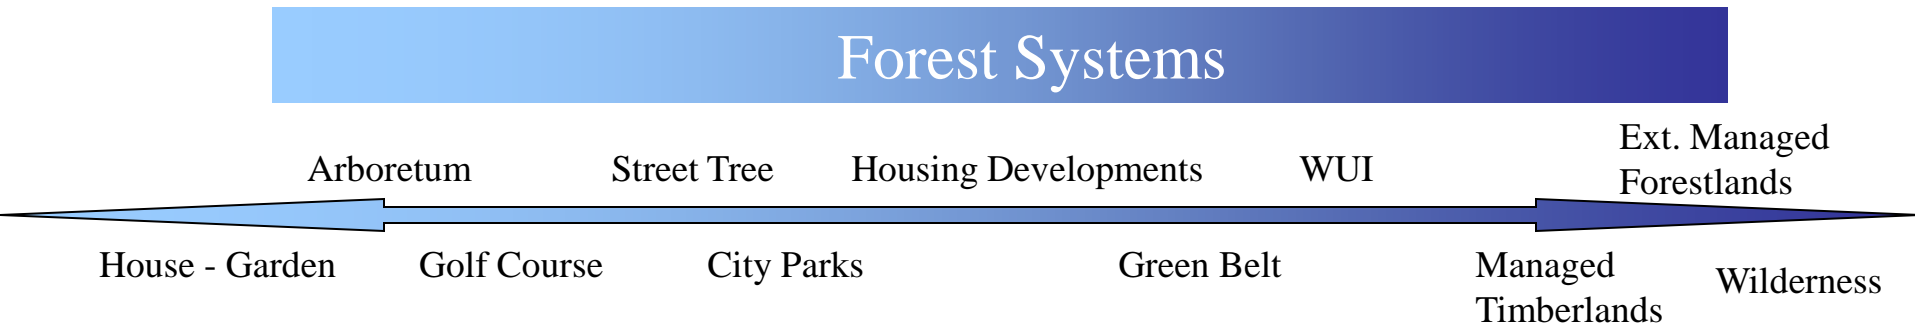 Forest Systems
Arboretum
Street Tree
Housing Developments
WUI
Ext. Managed
Forestlands
House - Garden
Golf Course
City Parks
Green Belt
Managed
Timberlands
Wilderness